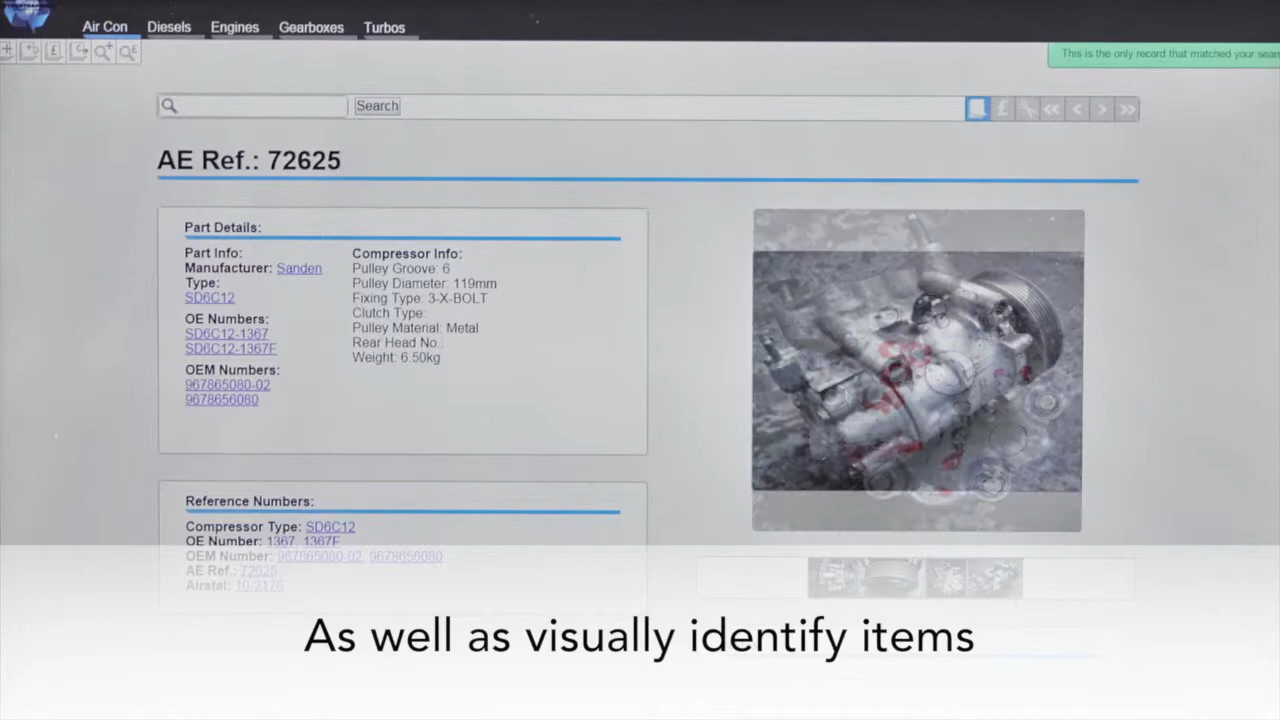 Air Con Diesels Engines Gearboxes Turbos
This is the only record that matched your sear
Search
£
AE Ref.: 72625
Part Details:
Part Info:
Manufacturer: Sanden
Type:
SD6C12
OE Numbers:
SD6C12-1367
SD6C12-1367F
OEM Numbers:
967865080-02
9678656080
Compressor Info:
Pulley Groove: 6
Pulley Diameter: 119mm
Fixing Type: 3-X-BOLT
Clutch Type:
Pulley Material: Metal
Rear Head No.:
Weight: 6.50kg
Reference Numbers:
Compressor Type: SD6C12
OE Number: 1367, 1367F
OEM Number: 967865080-02, 9678656080
AE Ref.: 72625
Airstal: 10-2170
As well as visually identify items